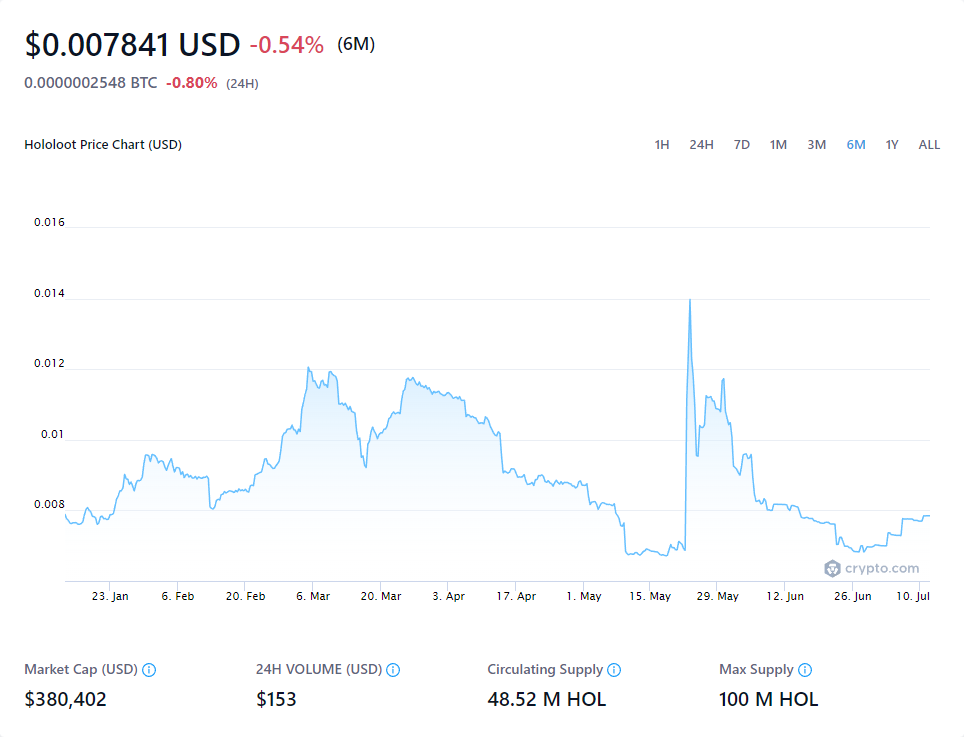 $0.007841 USD -0.54% (6M)
0.0000002548 BTC -0.80% (24H)
Hololoot Price Chart (USD) 1H 24H 7D 1M 3M 6M 1Y ALL
0.016
0.014
0.012
0.01
0.008
crypto.com
23. Jan 6. Feb 20. Feb 6. Mar 20. Mar 3. Apr 17. Apr 1. May 15. May 29. May 12. Jun 26. Jun 10. Jul
Market Cap (USD) 24H VOLUME (USD) Circulating Supply Max Supply
$380,402 $153 48.52 M HOL 100 M HOL